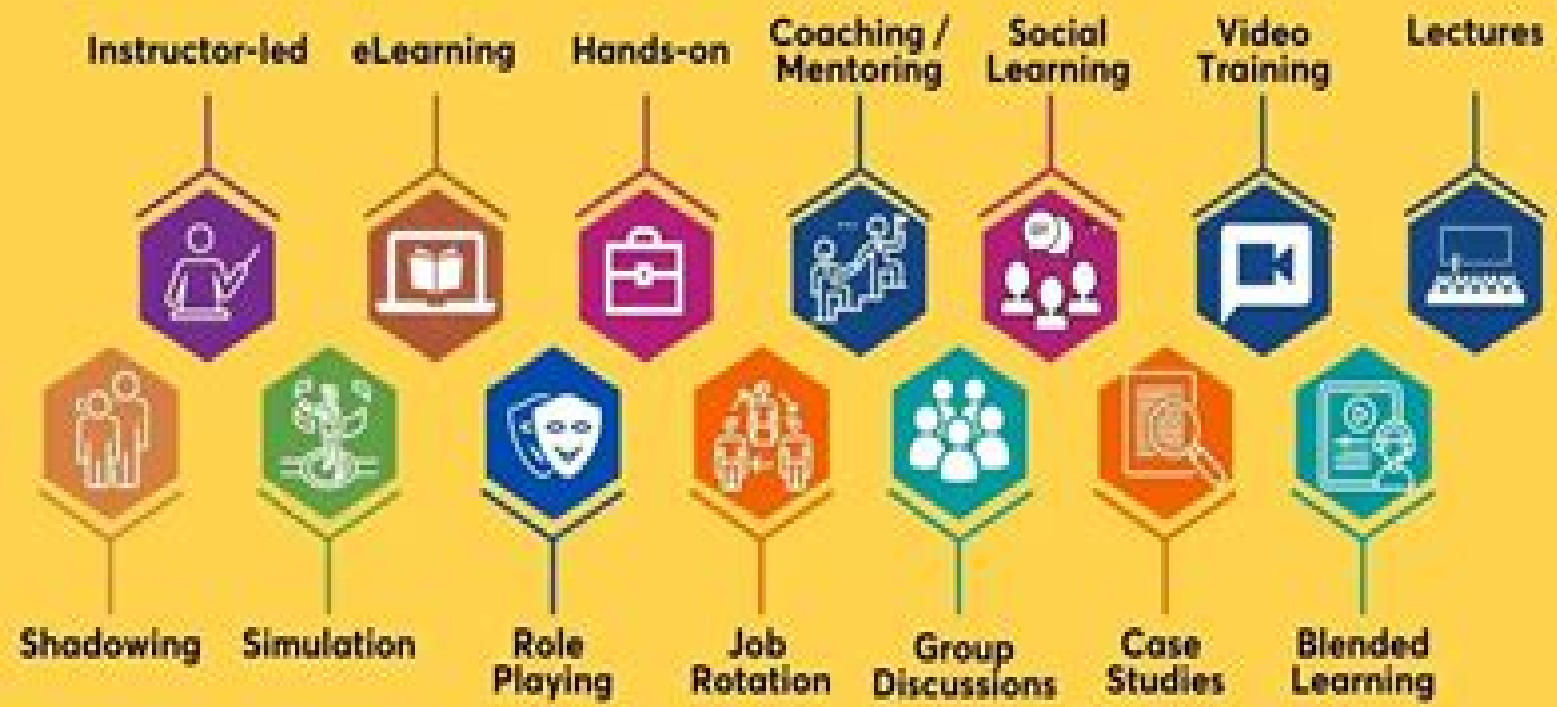 Instructor-led
eLearning
Hands-on
Coaching /
Mentoring
Social
Learning
Video
Training
Lectures
Shadowing
Simulation
Role
Playing
Job
Rotation
Group
Discussions
Case
Studies
Blended
Learning